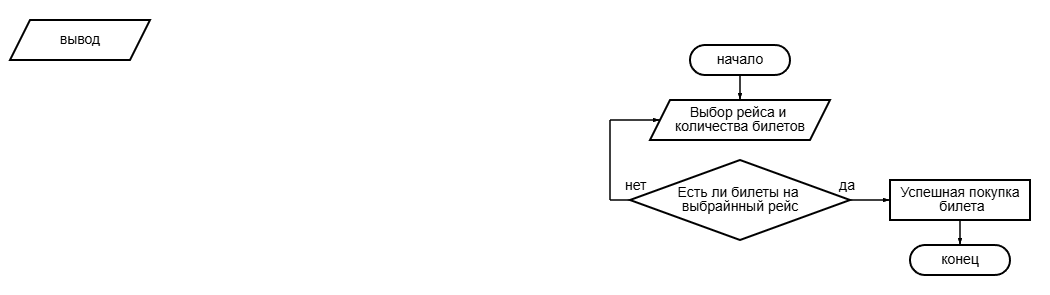 вывод
начало
Выбор рейса и
количества билетов
нет
Есть ли билеты на
выбрайнный рейс
да
Успешная покупка
билета
конец